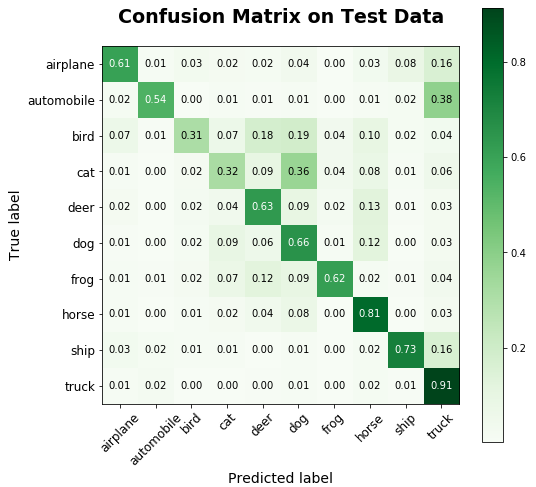 Confusion Matrix on Test Data
True label
airplane 0.61 0.01 0.03 0.02 0.02 0.04 0.00 0.03 0.08 0.16
automobile 0.02 0.54 0.00 0.01 0.01 0.01 0.00 0.01 0.02 0.38
bird 0.07 0.01 0.31 0.07 0.18 0.19 0.04 0.10 0.02 0.04
cat 0.01 0.00 0.02 0.32 0.09 0.36 0.04 0.08 0.01 0.06
deer 0.02 0.00 0.02 0.04 0.63 0.09 0.02 0.13 0.01 0.03
dog 0.01 0.00 0.02 0.09 0.06 0.66 0.01 0.12 0.00 0.03
frog 0.01 0.01 0.02 0.07 0.12 0.09 0.62 0.02 0.01 0.04
horse 0.01 0.00 0.01 0.02 0.04 0.08 0.00 0.81 0.00 0.03
ship 0.03 0.02 0.01 0.01 0.00 0.01 0.00 0.02 0.73 0.16
truck 0.01 0.02 0.00 0.00 0.00 0.01 0.00 0.02 0.01 0.91
airplane automobile bird cat deer dog frog horse ship truck
Predicted label
0.8
0.6
0.4
0.2